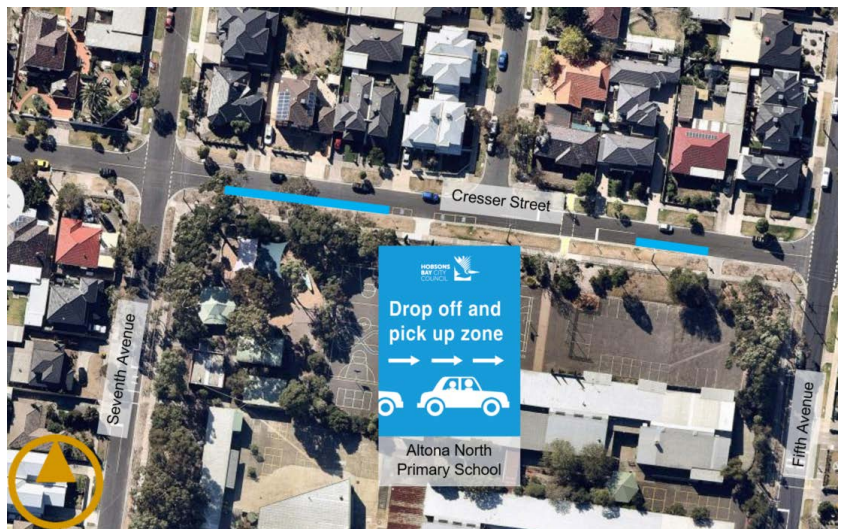 Cresser Street
HOBSONS
BAY CITY
COUNCIL
Drop off and
pick up zone
Altona North
Primary School
Seventh Avenue
Fifth Avenue